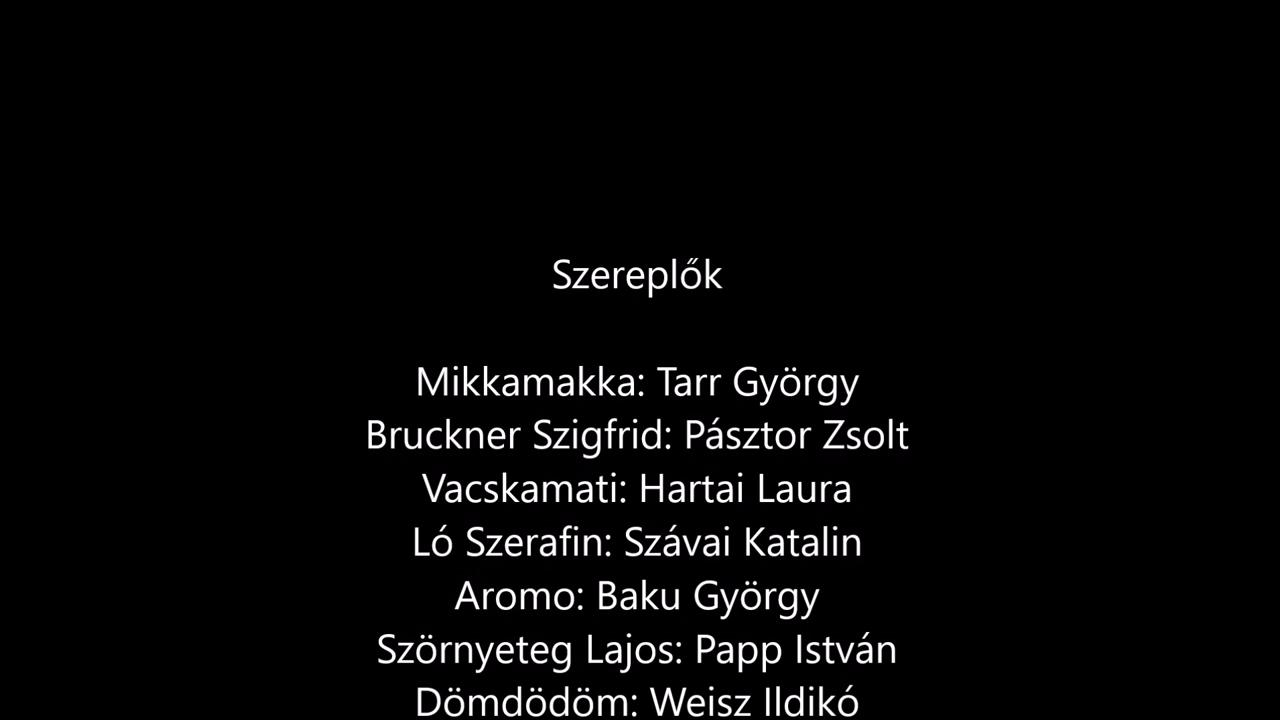 Szereplők
Mikkamakka: Tarr György
Bruckner Szigfrid: Pásztor Zsolt
Vacskamati: Hartai Laura
Ló Szerafin: Szávai Katalin
Aromo: Baku György
Szörnyeteg Lajos: Papp István
Dömdödöm: Weisz Ildikó